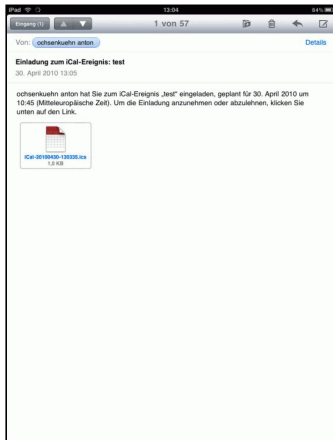 iPad 13:04 84%
Eingang (1) 1 von 57
Von: ochsenkuehn anton Details
Einladung zum iCal-Ereignis: test
30. April 2010 13:05
ochsenkuehn anton hat Sie zum iCal-Ereignis „test“ eingeladen, geplant für 30. April 2010 um
10:45 (Mitteleuropäische Zeit). Um die Einladung anzunehmen oder abzulehnen, klicken Sie
unten auf den Link.
iCal-20100430-130335.ics
1,0 KB